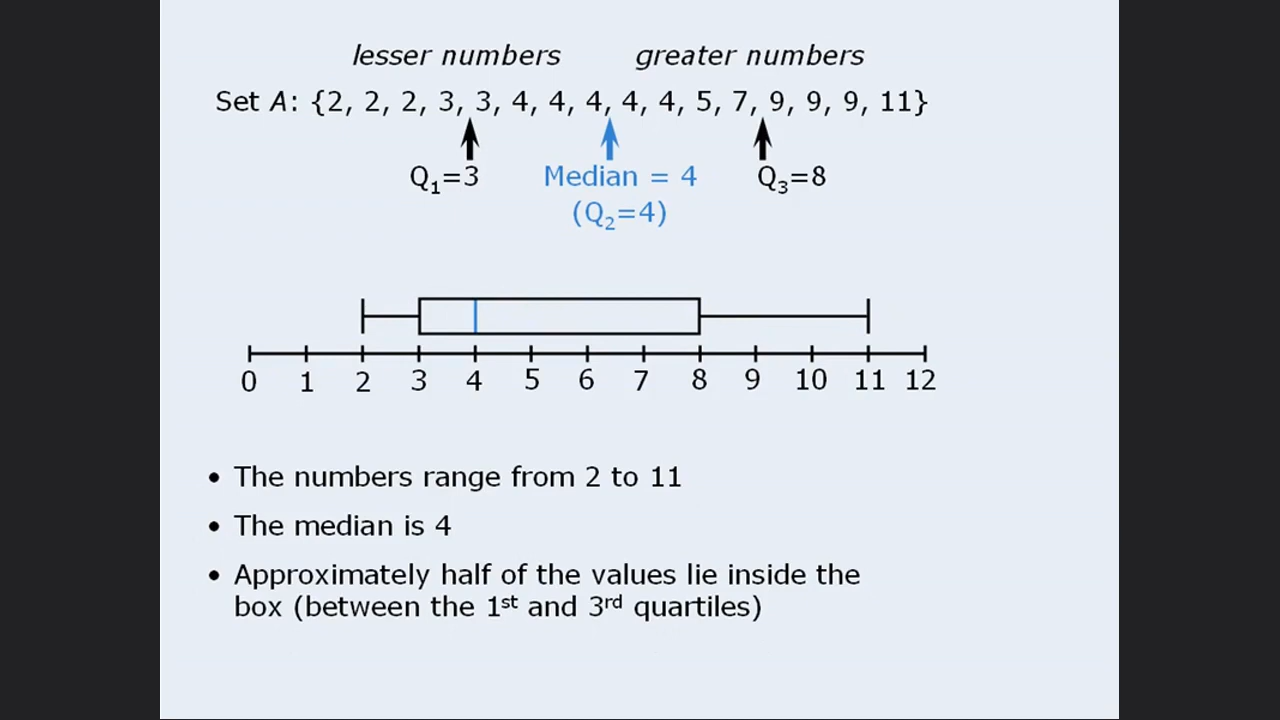 lesser numbers greater numbers
Set A: {2, 2, 2, 3, 3, 4, 4, 4, 4, 4, 5, 7, 9, 9, 9, 11}
Q₁=3 Median = 4 Q₃=8
(Q₂=4)
0 1 2 3 4 5 6 7 8 9 10 11 12
• The numbers range from 2 to 11
• The median is 4
• Approximately half of the values lie inside the
box (between the 1ˢᵗ and 3ʳᵈ quartiles)